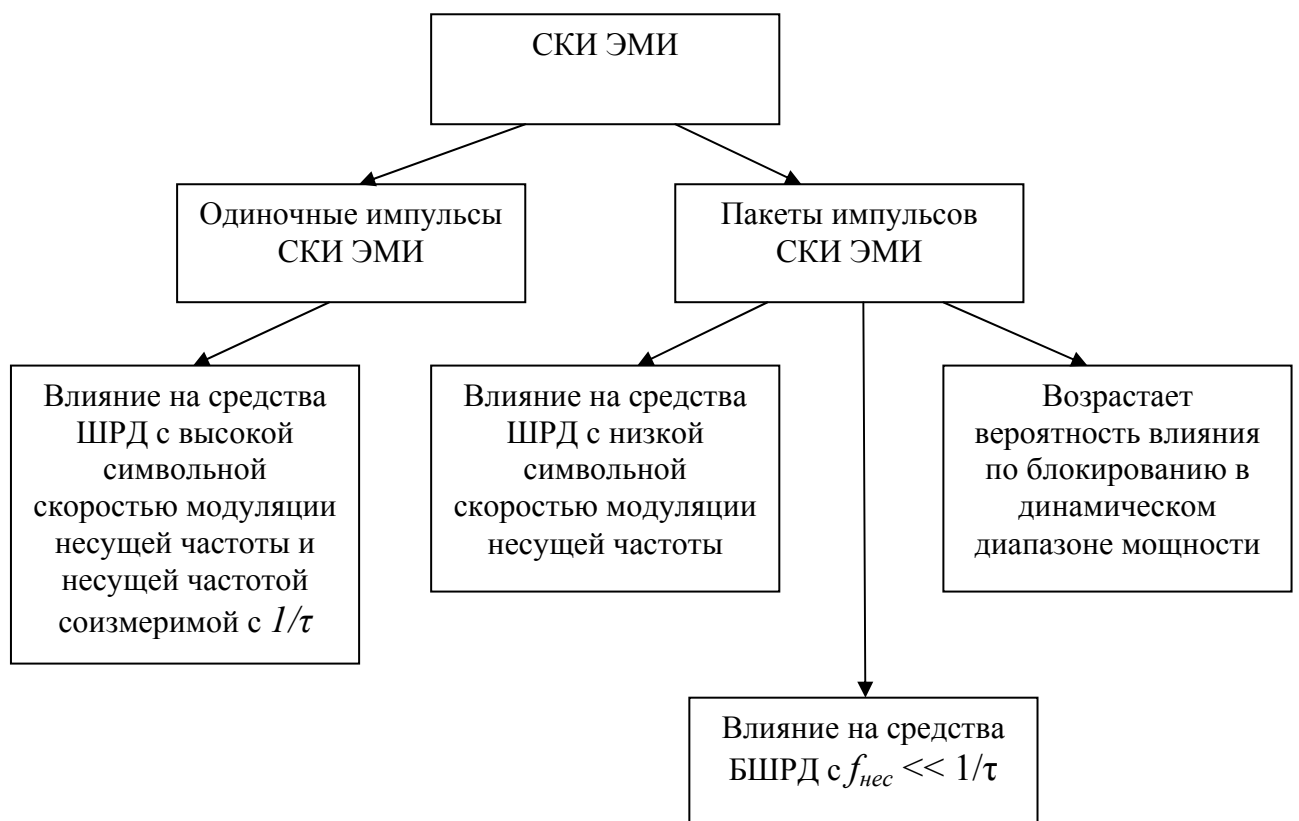 СКИ ЭМИ
Одиночные импульсы
СКИ ЭМИ
Пакеты импульсов
СКИ ЭМИ
Влияние на средства
ШРД с высокой
символьной
скоростью модуляции
несущей частоты и
несущей частотой
соизмеримой с 1/τ
Влияние на средства
ШРД с низкой
символьной
скоростью модуляции
несущей частоты
Возрастает
вероятность влияния
по блокированию в
динамическом
диапазоне мощности
Влияние на средства
БШРД с fнес << 1/τ